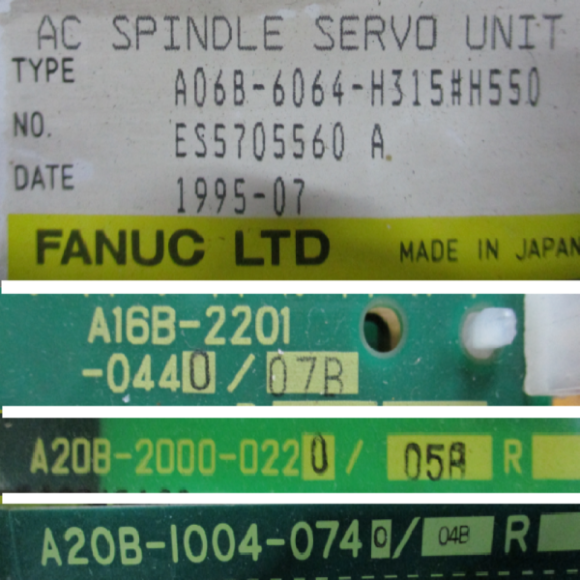 AC SPINDLE SERVO UNIT
TYPE A06B-6064-H315#H550
NO. ES5705560 A
DATE 1995-07
FANUC LTD MADE IN JAPAN
A16B-2201
-0440/07B
A20B-2000-0220/05B R
A20B-1004-0740/04B R